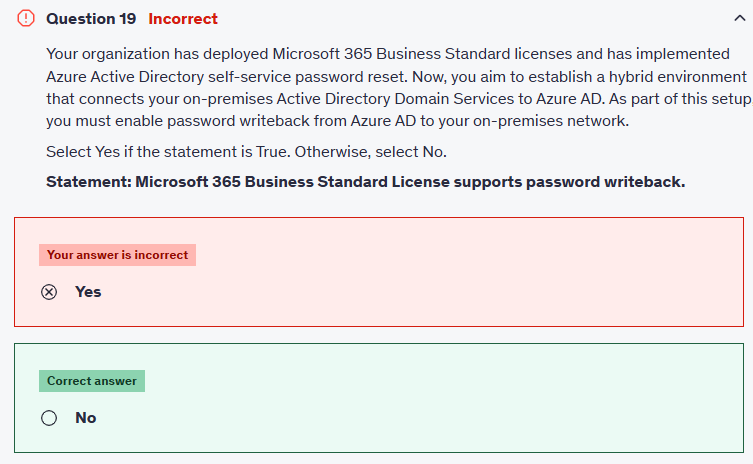 Question 19 Incorrect
Your organization has deployed Microsoft 365 Business Standard licenses and has implemented
Azure Active Directory self-service password reset. Now, you aim to establish a hybrid environment
that connects your on-premises Active Directory Domain Services to Azure AD. As part of this setup
you must enable password writeback from Azure AD to your on-premises network.
Select Yes if the statement is True. Otherwise, select No.
Statement: Microsoft 365 Business Standard License supports password writeback.
Your answer is incorrect
Yes
Correct answer
No